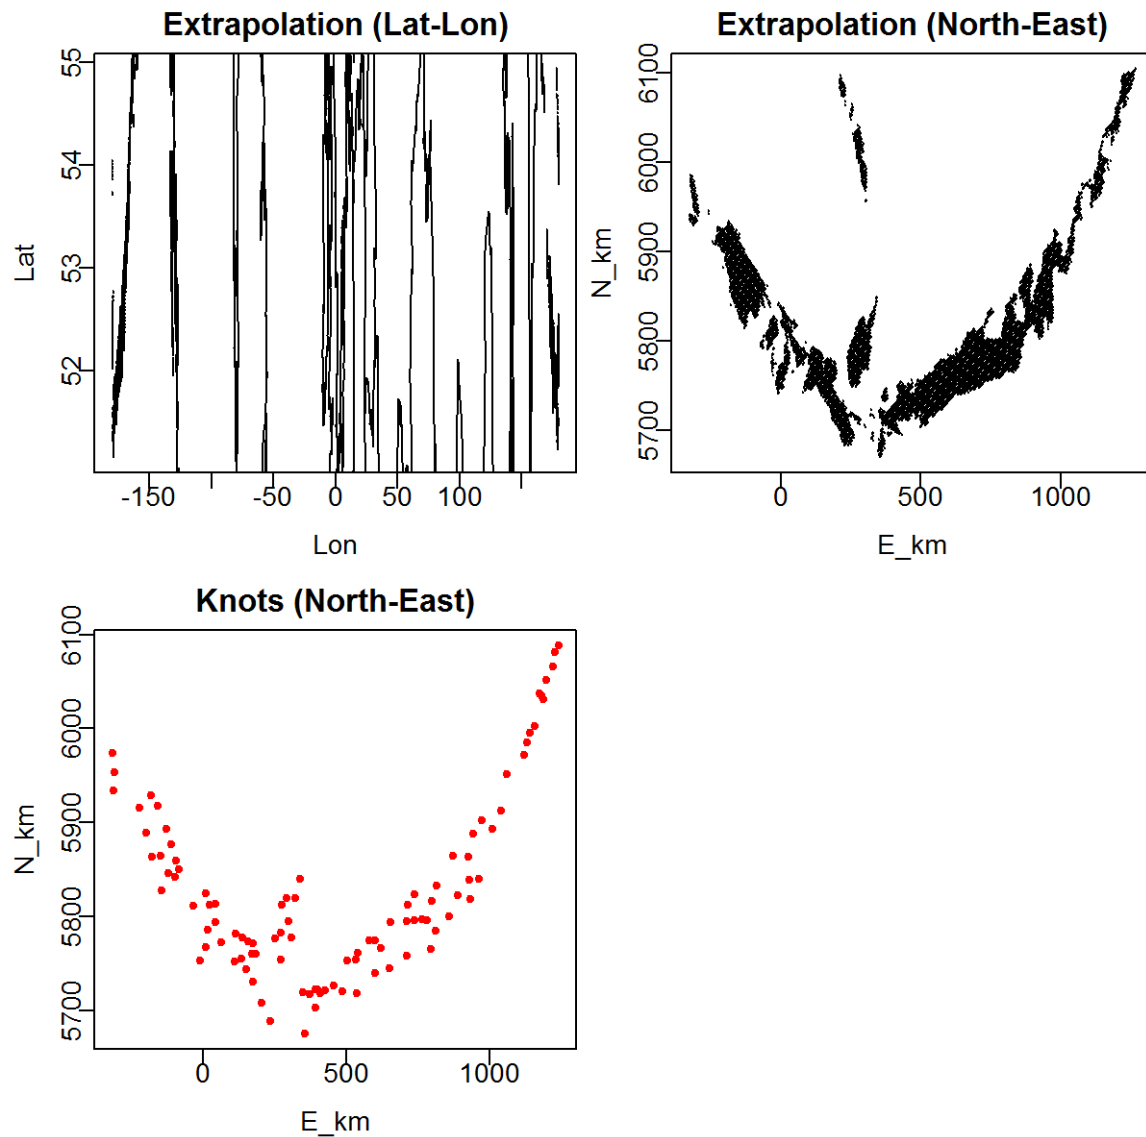 Extrapolation (Lat-Lon)
55
54
53
52
Lat
-150
-50
0
50
100
Lon
Extrapolation (North-East)
6100
6000
5900
5800
5700
N_km
0
500
1000
E_km
Knots (North-East)
6100
6000
5900
5800
5700
N_km
0
500
1000
E_km